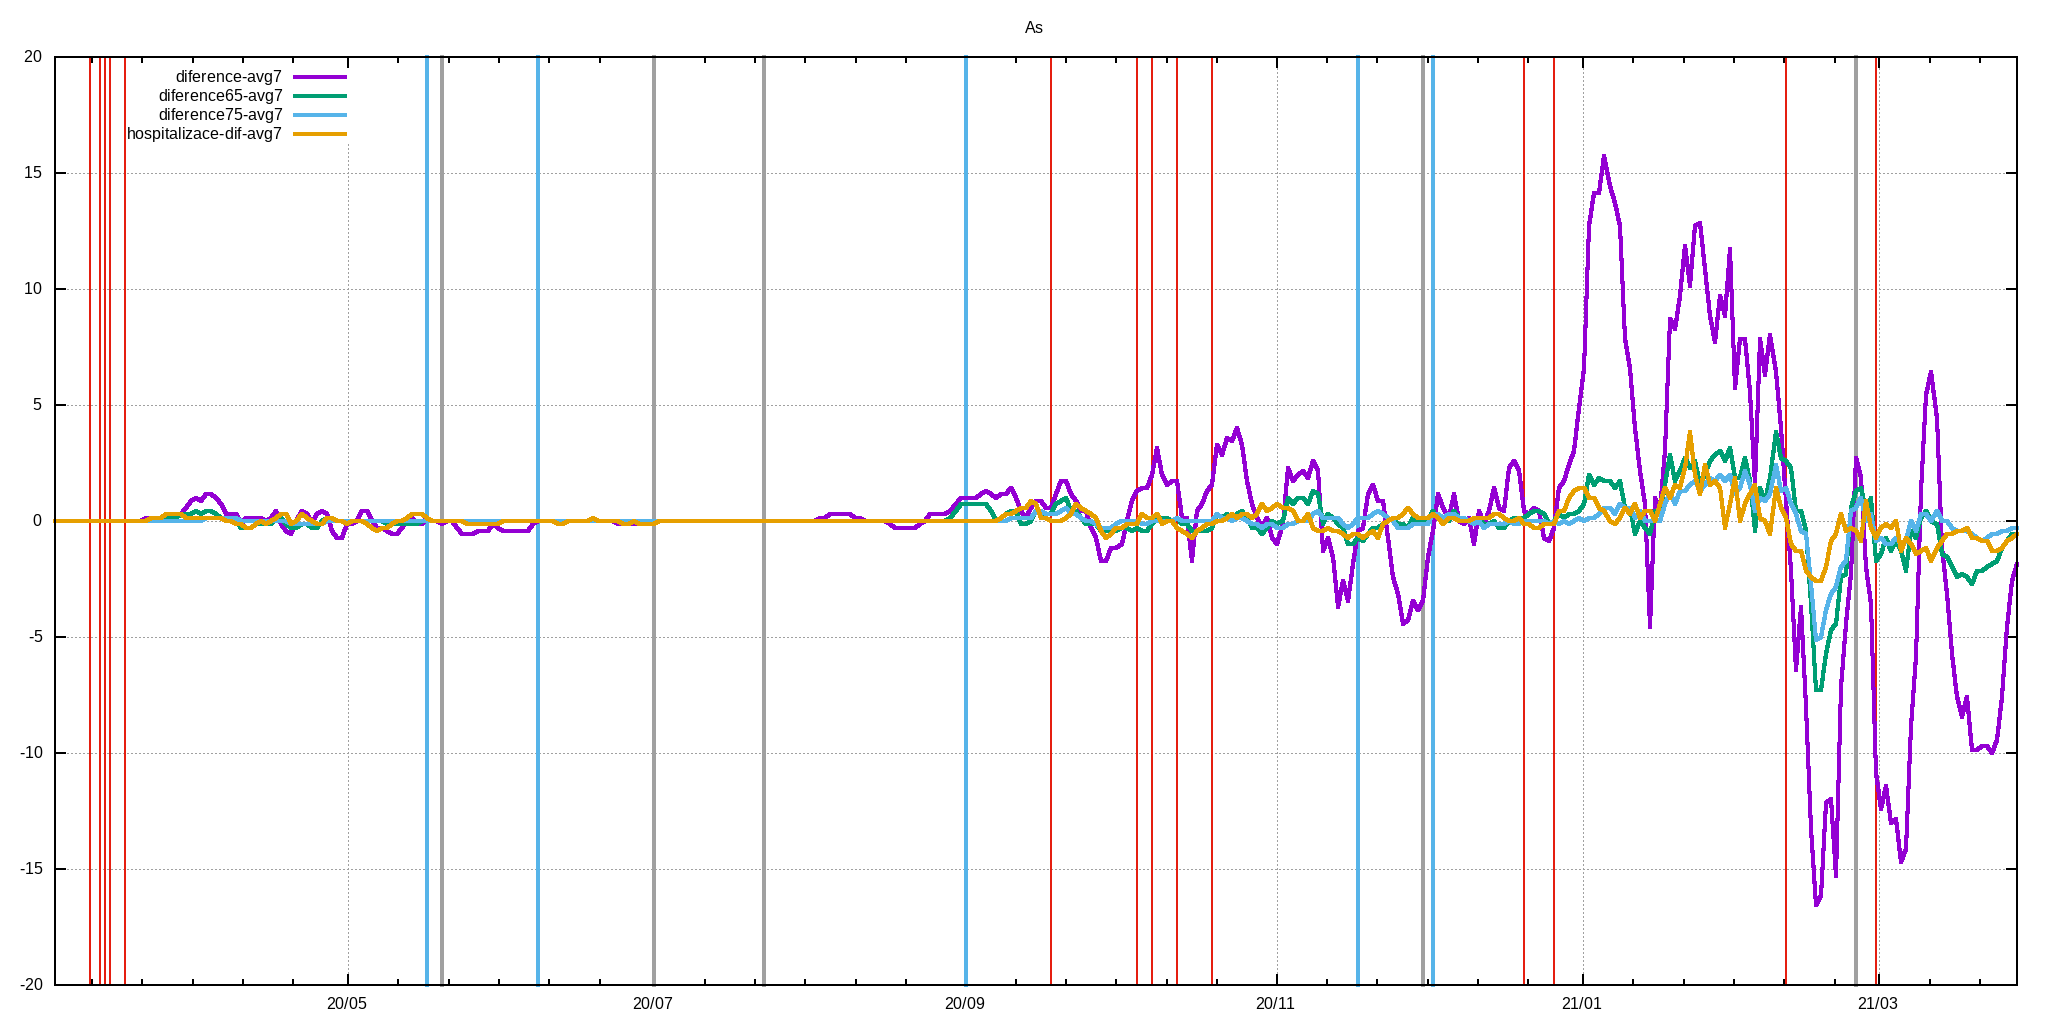 As
20
diference-avg7
diference65-avg7
diference75-avg7
hospitalizace-dif-avg7
15
10
5
0
-5
-10
-15
-20
20/05 20/07 20/09 20/11 21/01 21/03